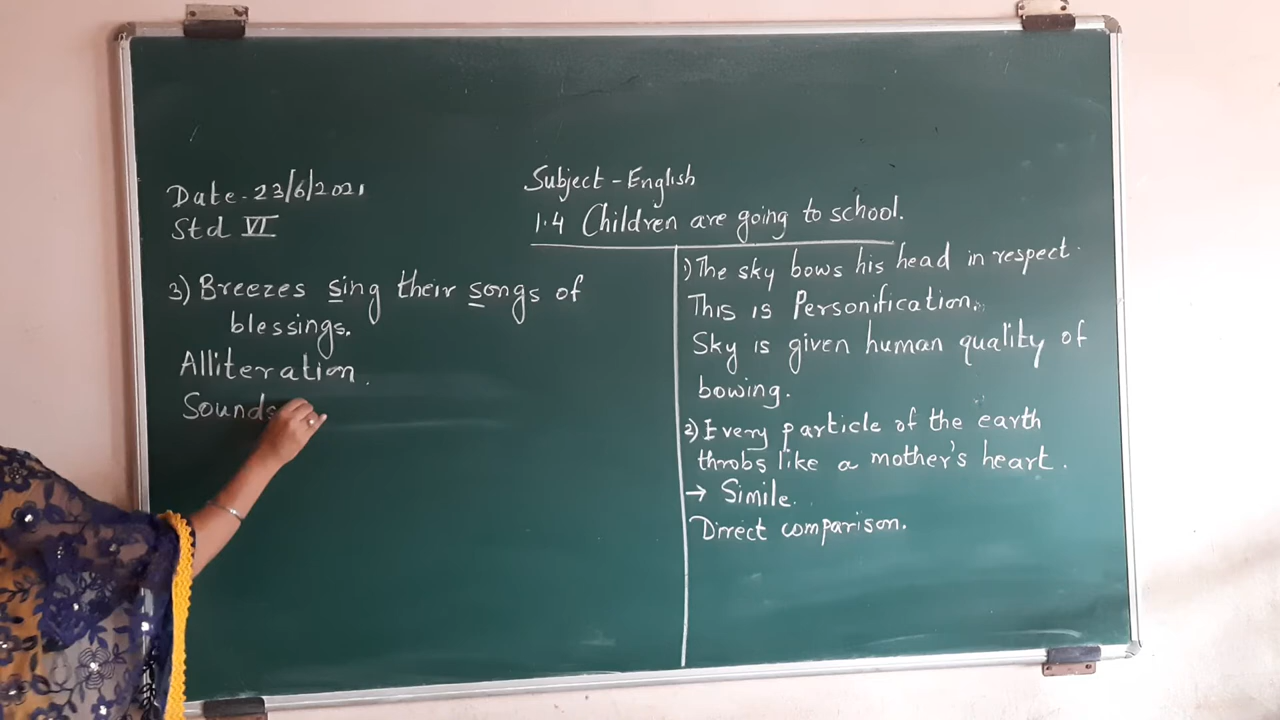 Date. 23/6/2021
Std VI
Subject - English
1.4 Children are going to school.
3) Breezes sing their songs of
blessings.
Alliteration.
Sounds
1) The sky bows his head in respect.
This is Personification.
Sky is given human quality of
bowing.
2) Every particle of the earth
throbs like a mother's heart.
→ Simile.
Direct comparison.